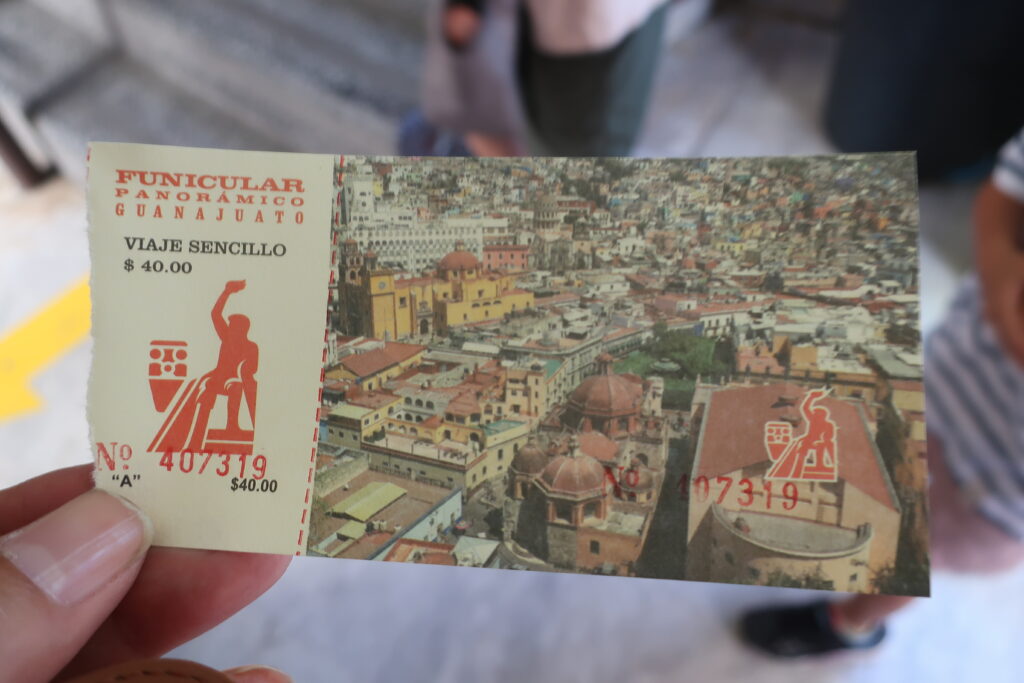 FUNICULAR
PANORÁMICO
GUANAJUATO
VIAJE SENCILLO
$ 40.00
Nº 407319
"A" $40.00
Nº 407319